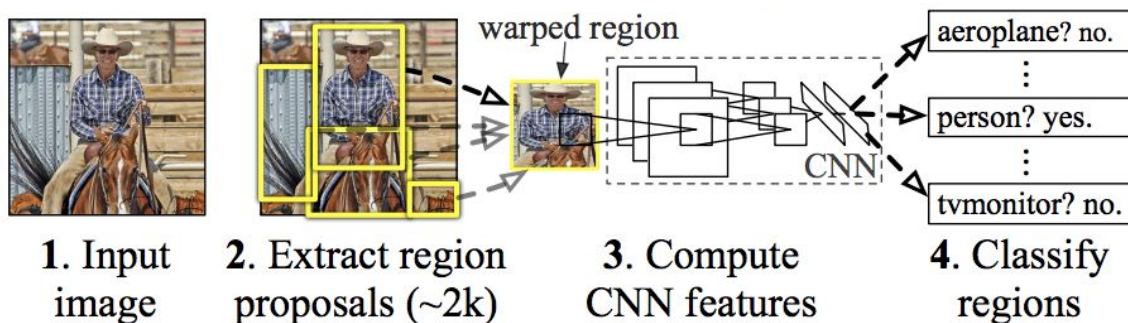 warped region
aeroplane? no.
person? yes.
CNN
tvmonitor? no.
1. Input
image
2. Extract region
proposals (~2k)
3. Compute
CNN features
4. Classify
regions